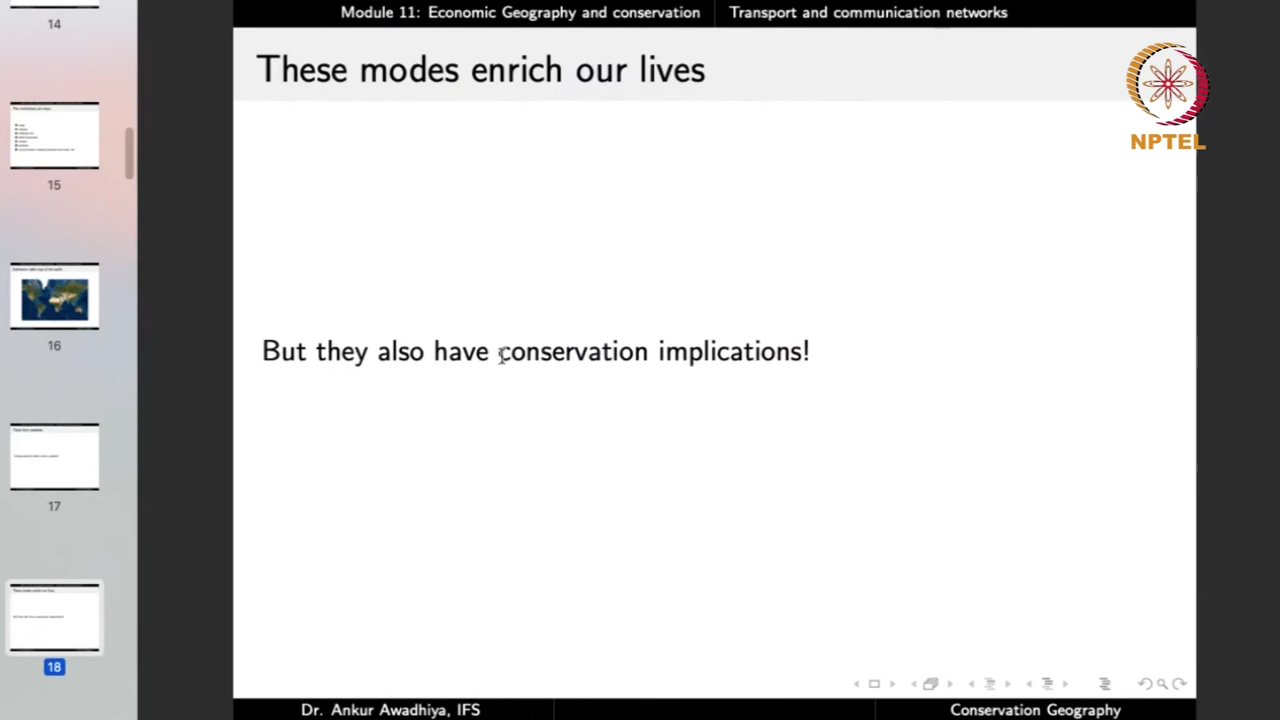 Module 11: Economic Geography and conservation
Transport and communication networks
These modes enrich our lives
NPTEL
But they also have conservation implications!
14
15
16
17
18
Dr. Ankur Awadhiya, IFS
Conservation Geography